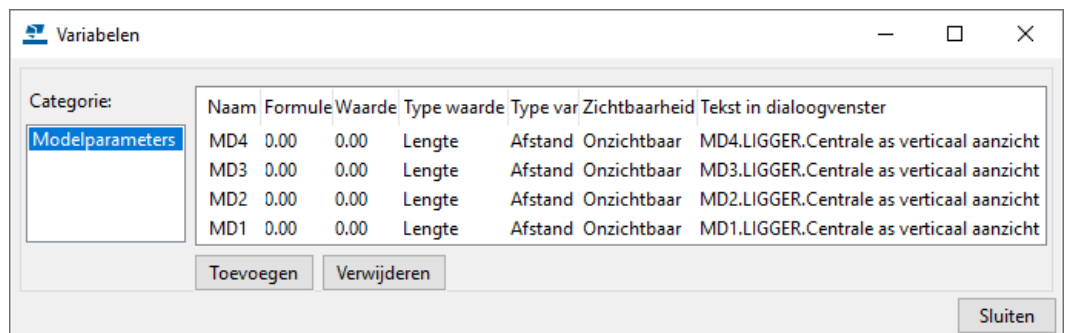 Variabelen
Categorie:
Modelparameters
Naam Formule Waarde Type waarde Type var Zichtbaarheid Tekst in dialoogvenster
MD4 0.00 0.00 Lengte Afstand Onzichtbaar MD4.LIGGER.Centrale as verticaal aanzicht
MD3 0.00 0.00 Lengte Afstand Onzichtbaar MD3.LIGGER.Centrale as verticaal aanzicht
MD2 0.00 0.00 Lengte Afstand Onzichtbaar MD2.LIGGER.Centrale as verticaal aanzicht
MD1 0.00 0.00 Lengte Afstand Onzichtbaar MD1.LIGGER.Centrale as verticaal aanzicht
Toevoegen Verwijderen
Sluiten